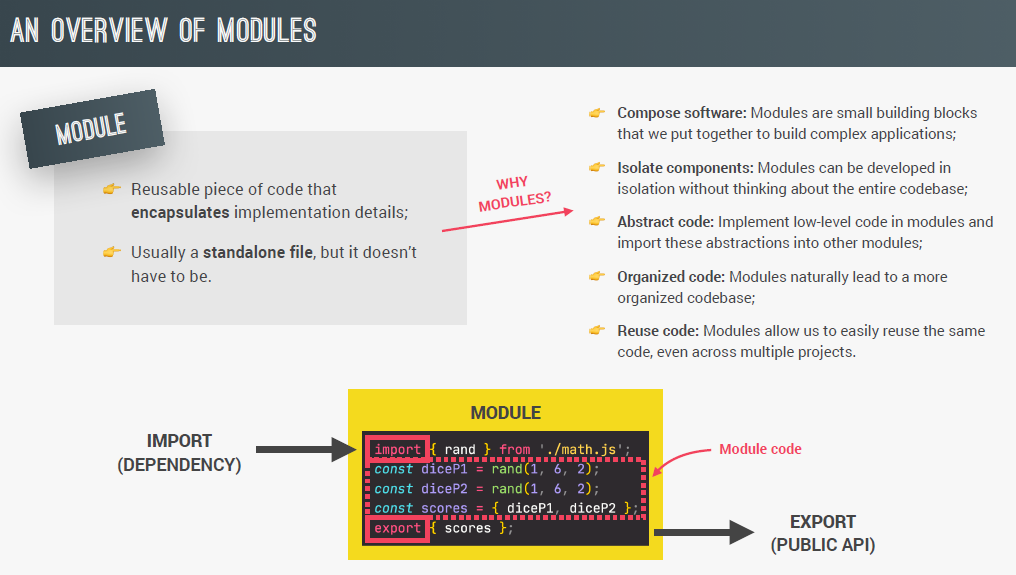 AN OVERVIEW OF MODULES
MODULE
👉 Reusable piece of code that
encapsulates implementation details;
👉 Usually a standalone file, but it doesn't
have to be.
WHY
MODULES?
👉 Compose software: Modules are small building blocks
that we put together to build complex applications;
👉 Isolate components: Modules can be developed in
isolation without thinking about the entire codebase;
👉 Abstract code: Implement low-level code in modules and
import these abstractions into other modules;
👉 Organized code: Modules naturally lead to a more
organized codebase;
👉 Reuse code: Modules allow us to easily reuse the same
code, even across multiple projects.
IMPORT
(DEPENDENCY)
MODULE
import { rand } from './math.js';
const diceP1 = rand(1, 6, 2);
const diceP2 = rand(1, 6, 2);
const scores = { diceP1, diceP2 };
export { scores };
Module code
EXPORT
(PUBLIC API)